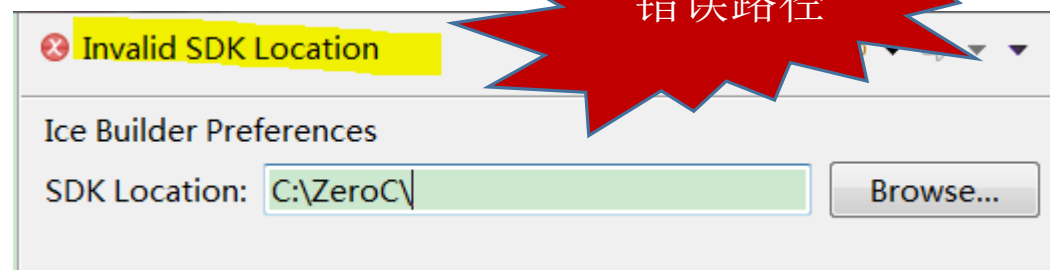 错误路径
Invalid SDK Location
Ice Builder Preferences
SDK Location: C:\ZeroC\ Browse...